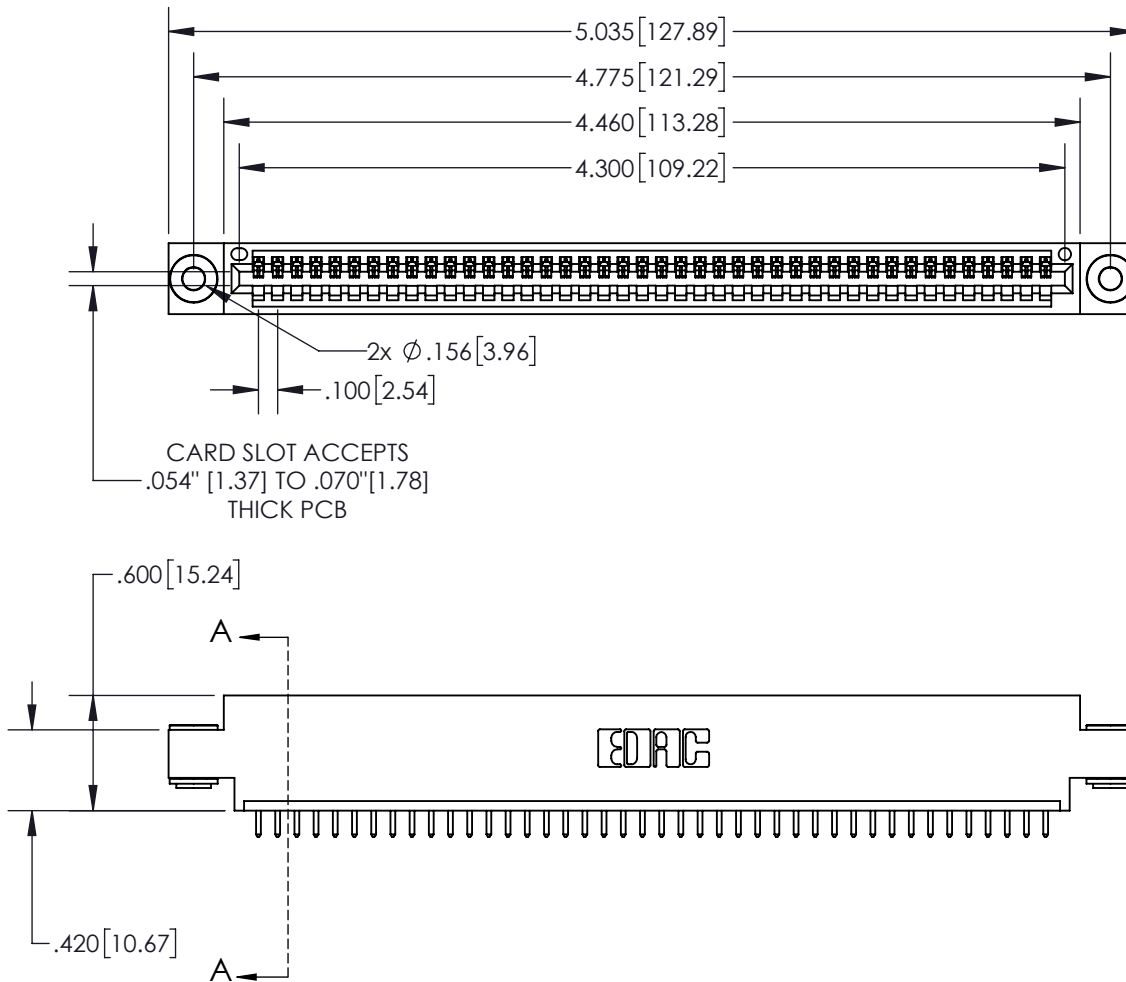 5.035[127.89]
4.775[121.29]
4.460[113.28]
4.300[109.22]
2x Ø.156[3.96]
.100[2.54]
CARD SLOT ACCEPTS
.054" [1.37] TO .070"[1.78]
THICK PCB
.600[15.24]
A
EDAC
.420[10.67]
A